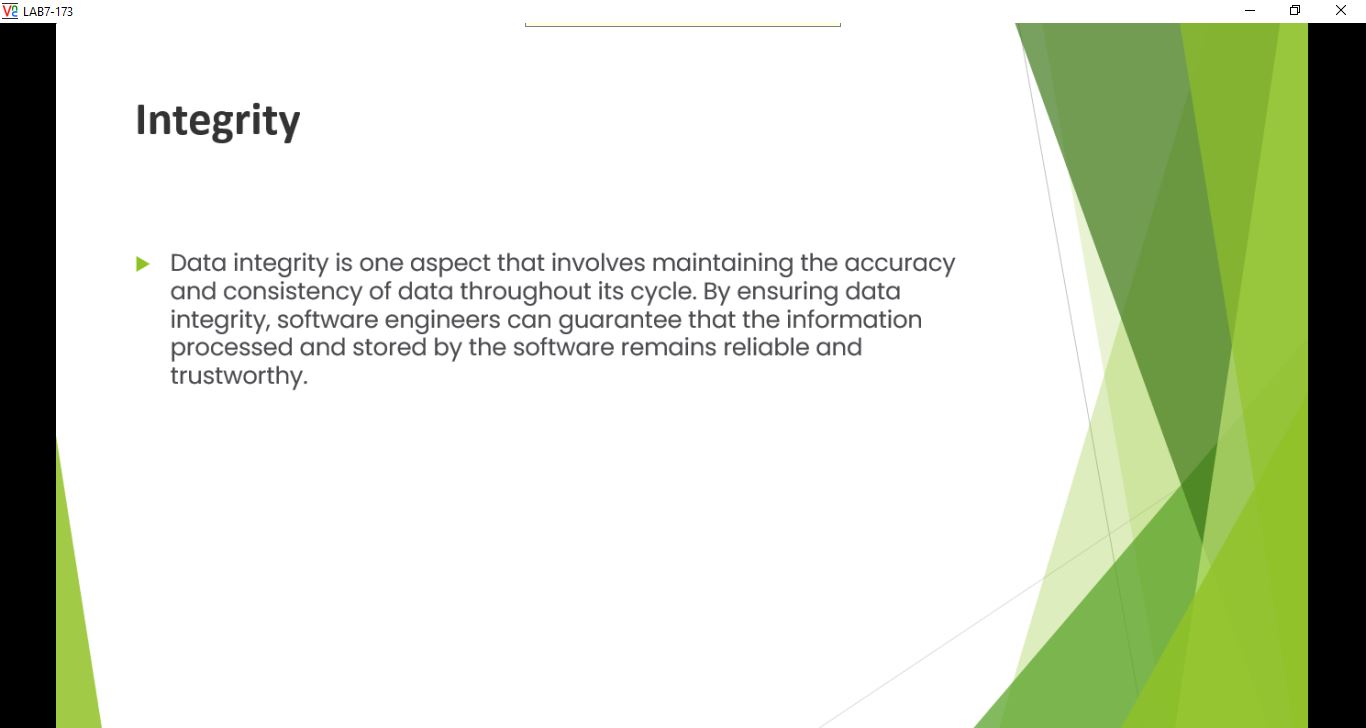 LAB7-173
Integrity
Data integrity is one aspect that involves maintaining the accuracy
and consistency of data throughout its cycle. By ensuring data
integrity, software engineers can guarantee that the information
processed and stored by the software remains reliable and
trustworthy.